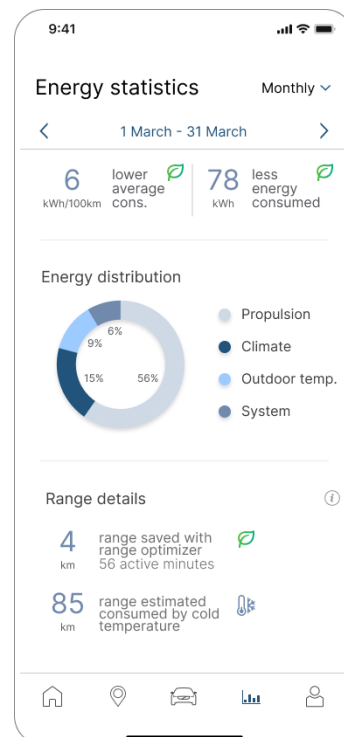 9:41
Energy statistics
Monthly
1 March - 31 March
6
kWh/100km
lower
average
cons.
78
kWh
less
energy
consumed
Energy distribution
6%
9%
15%
56%
Propulsion
Climate
Outdoor temp.
System
Range details
i
4
km
range saved with
range optimizer
56 active minutes
85
km
range estimated
consumed by cold
temperature